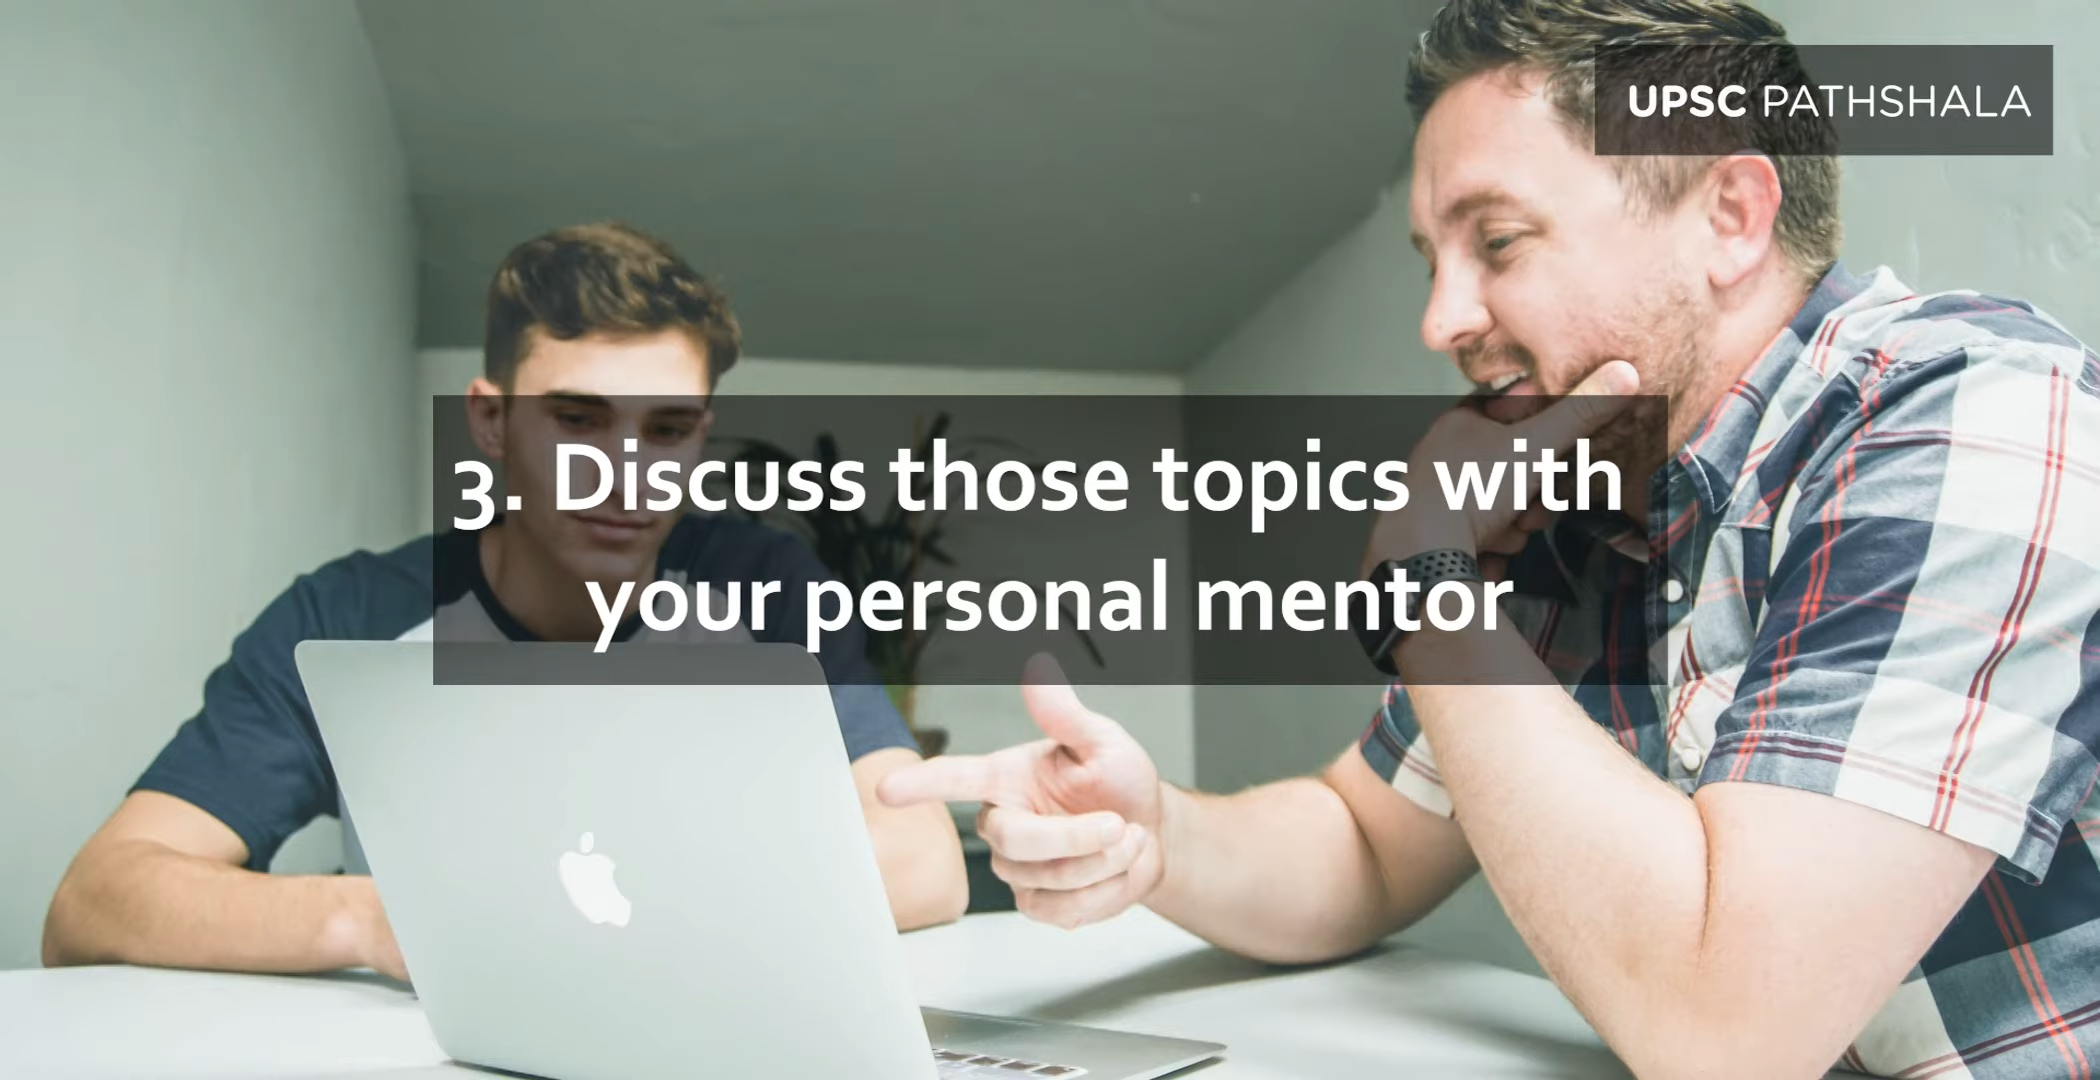 UPSC PATHSHALA
3. Discuss those topics with
your personal mentor